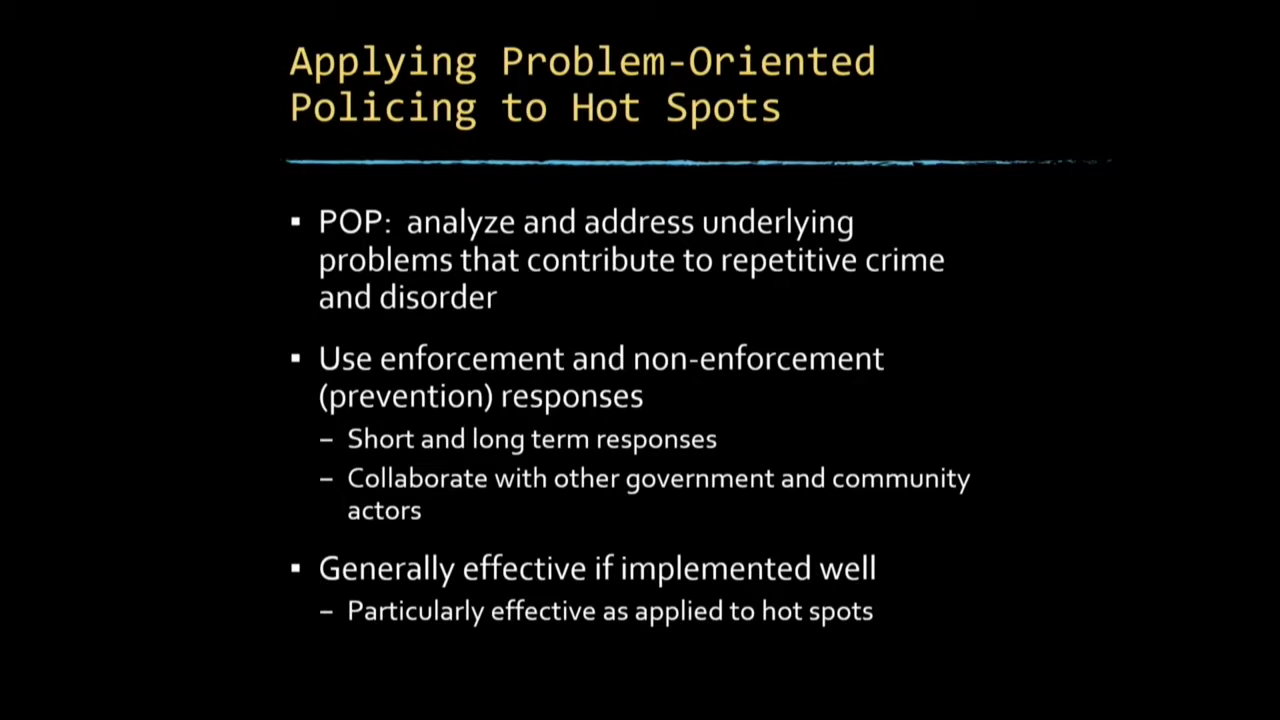 Applying Problem-Oriented
Policing to Hot Spots
▪ POP: analyze and address underlying
problems that contribute to repetitive crime
and disorder
▪ Use enforcement and non-enforcement
(prevention) responses
– Short and long term responses
– Collaborate with other government and community
actors
▪ Generally effective if implemented well
– Particularly effective as applied to hot spots